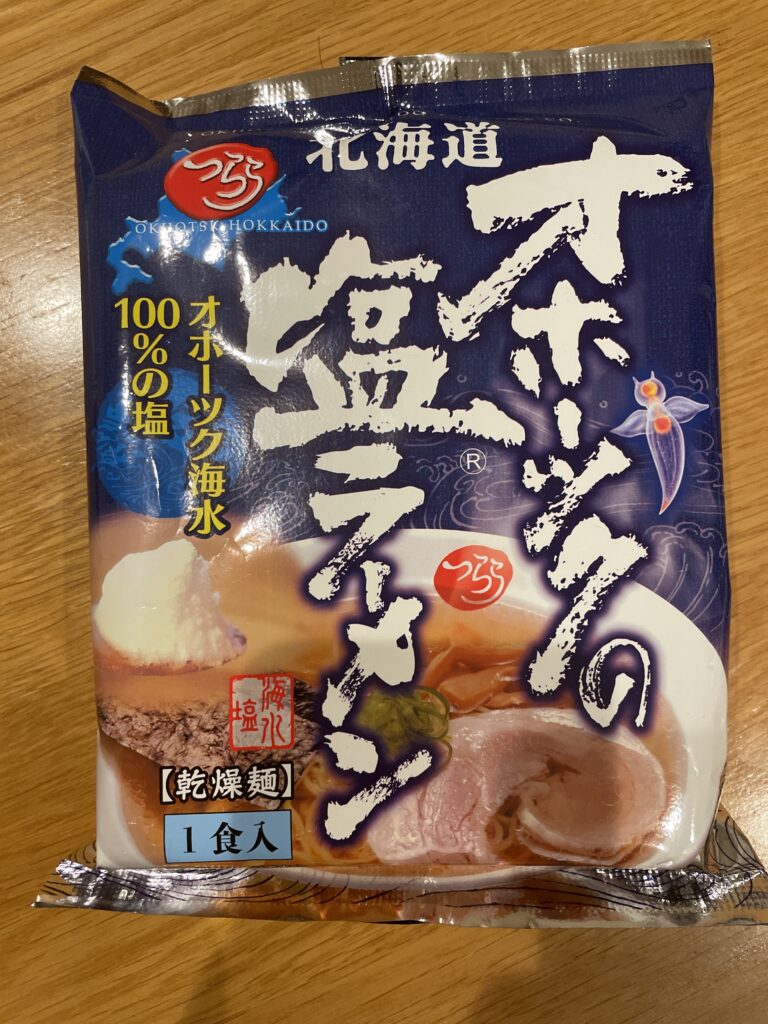 北海道
つらら
OKHOTSK HOKKAIDO
オホーツクの
塩ラーメン
®
オホーツク海水
100%の塩
つらら
海水
塩
【乾燥麺】
1食入